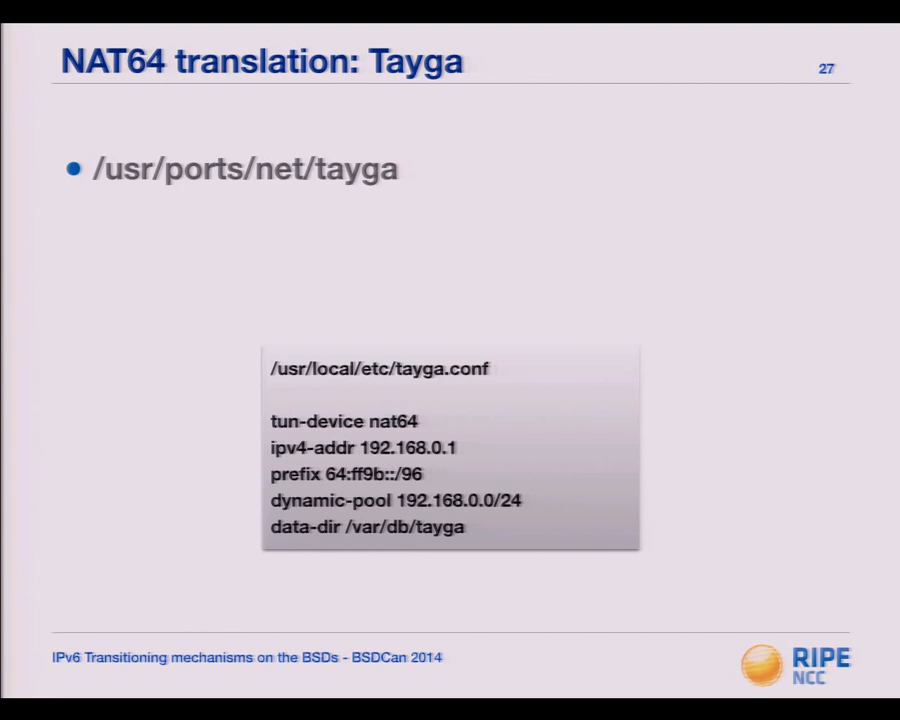 NAT64 translation: Tayga
27
/usr/ports/net/tayga
/usr/local/etc/tayga.conf
tun-device nat64
ipv4-addr 192.168.0.1
prefix 64:ff9b::/96
dynamic-pool 192.168.0.0/24
data-dir /var/db/tayga
IPv6 Transitioning mechanisms on the BSDs - BSDCan 2014
RIPE
NCC